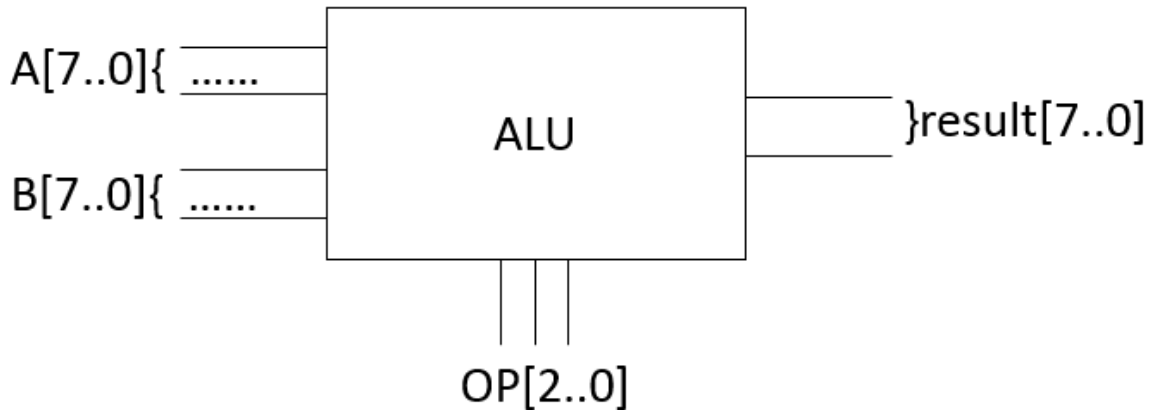 A[7..0]{ ......
ALU
}result[7..0]
B[7..0]{ ......
OP[2..0]